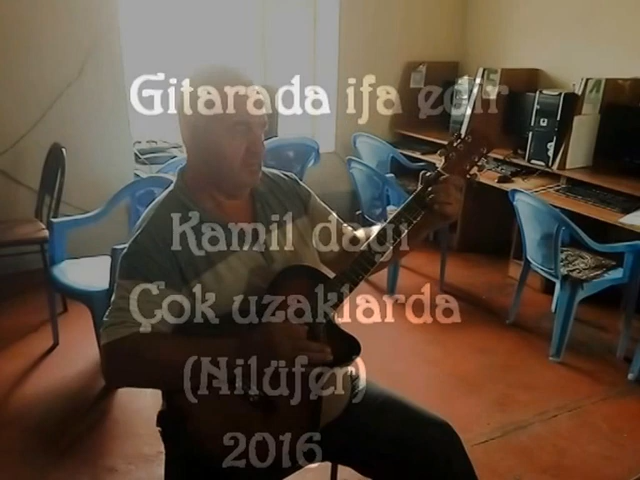 Gitarada ifa edir
Kamil dayı
Çok uzaklarda
(Nilüfer)
2016